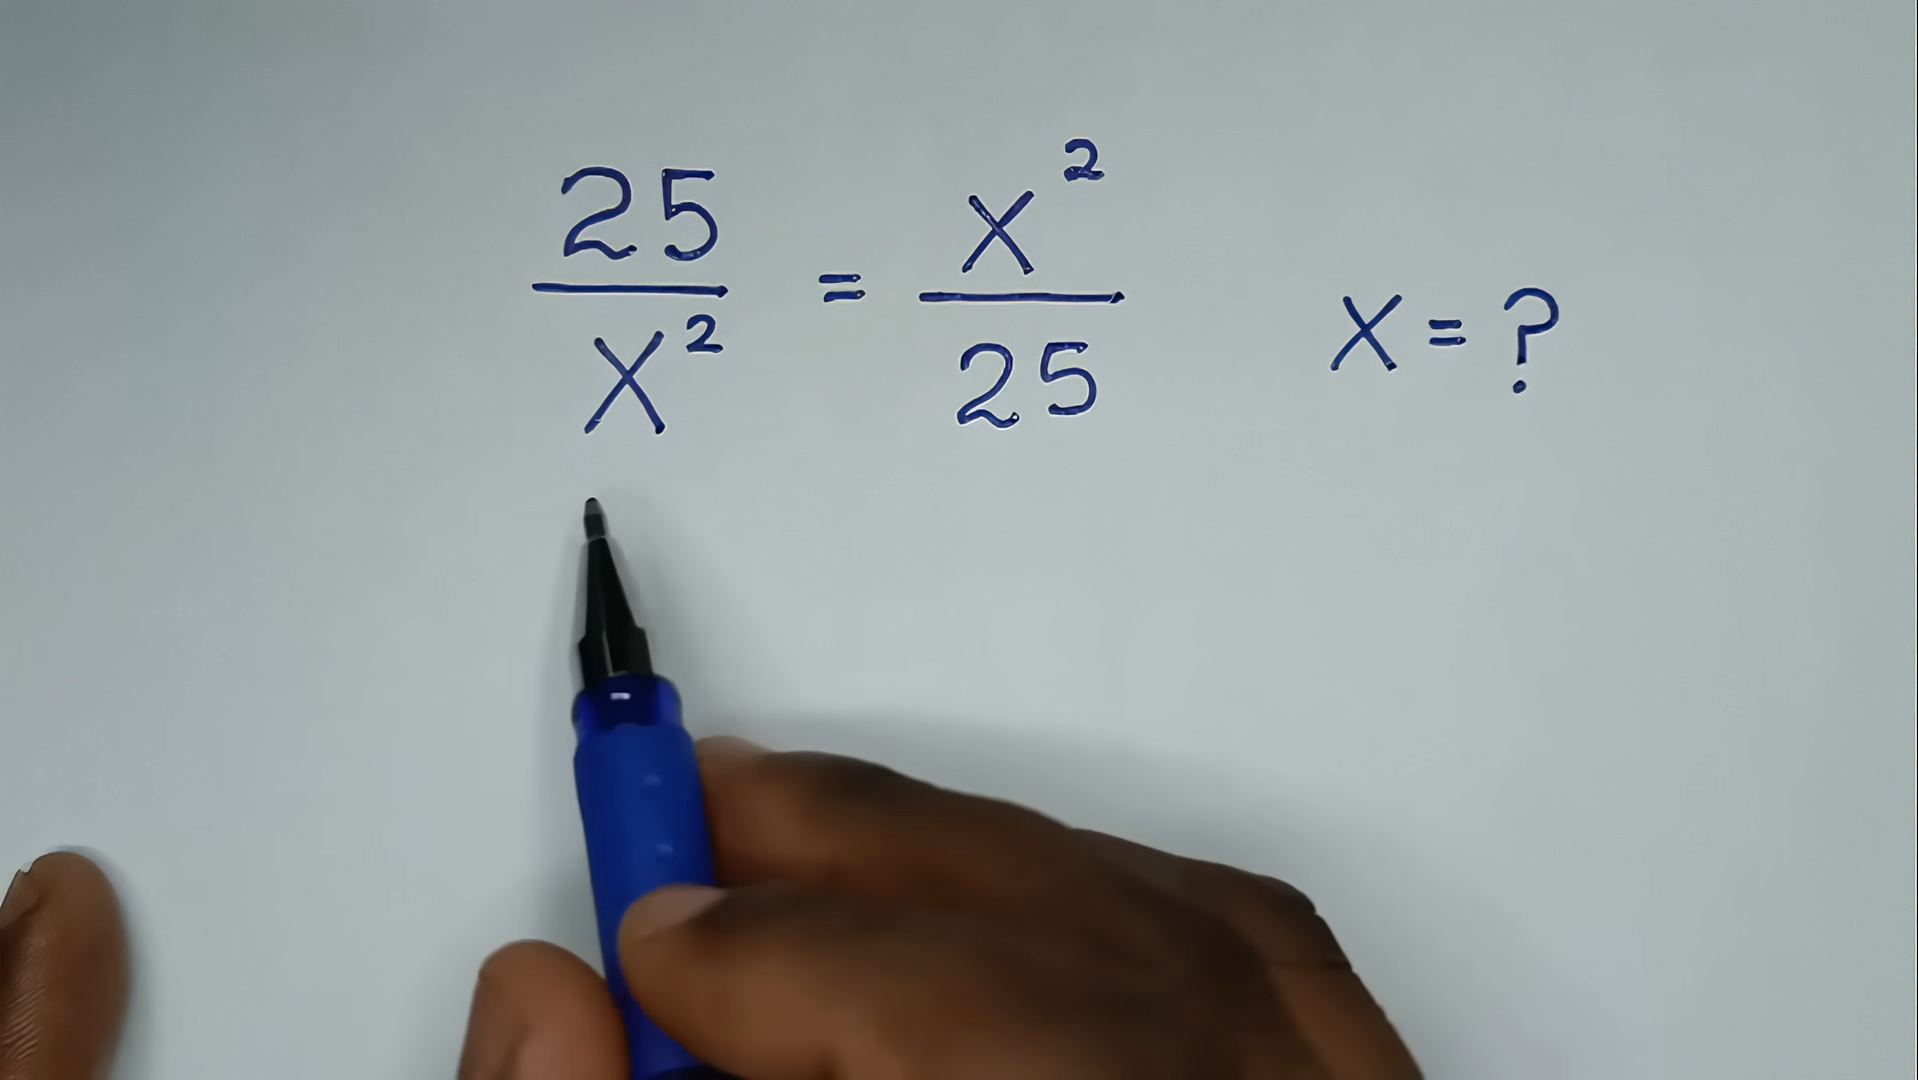 25/x² = x²/25 x = ?